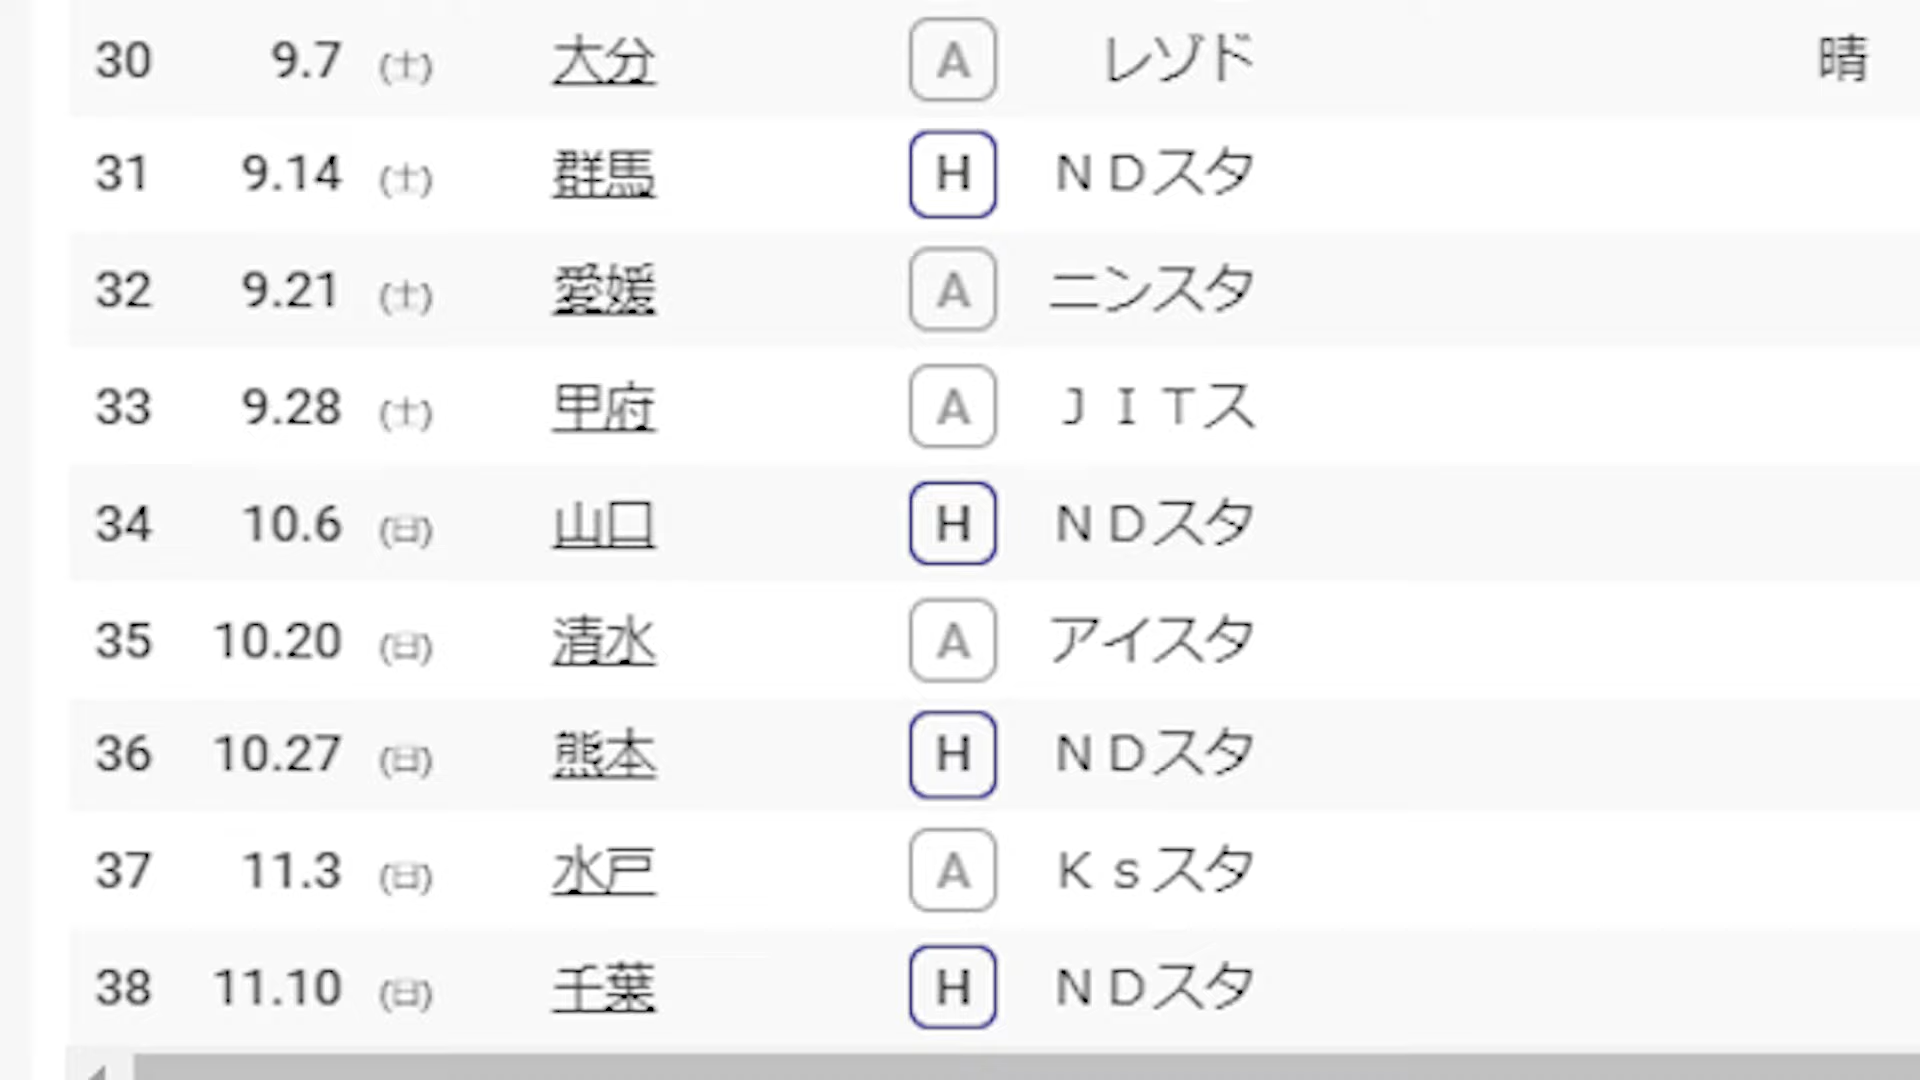 30 9.7 (土) 大分 A レゾド 晴
31 9.14 (土) 群馬 H NDスタ
32 9.21 (土) 愛媛 A ニンスタ
33 9.28 (土) 甲府 A JITス
34 10.6 (日) 山口 H NDスタ
35 10.20 (日) 清水 A アイスタ
36 10.27 (日) 熊本 H NDスタ
37 11.3 (日) 水戸 A Ksスタ
38 11.10 (日) 千葉 H NDスタ